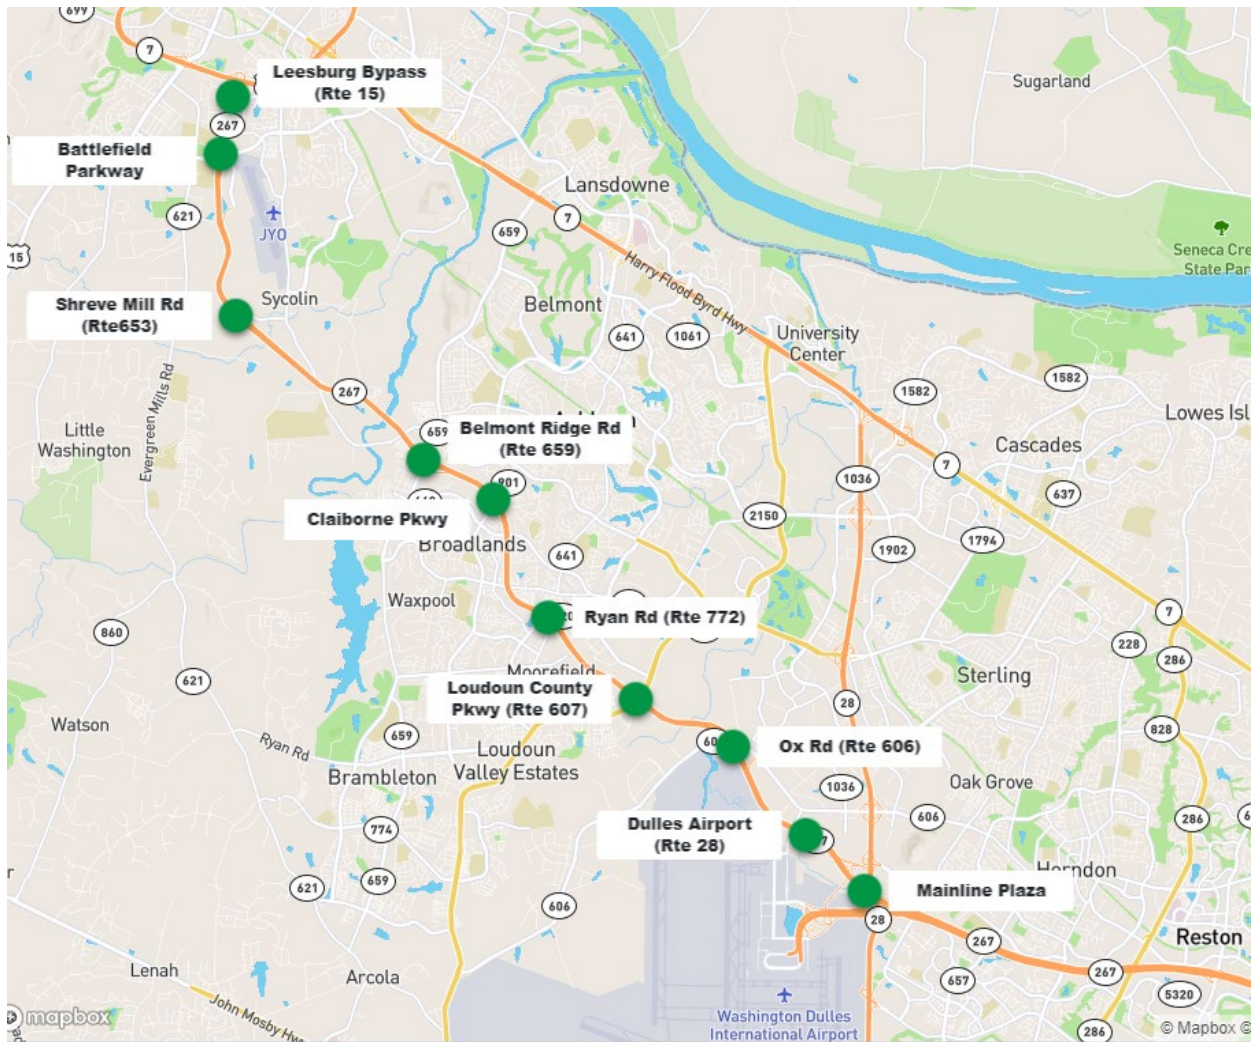 699
7
Leesburg Bypass
(Rte 15)
Sugarland
267
Battlefield
Parkway
Lansdowne
621
JYO
659
7
15
Seneca Cre
State Par
Harry Flood Byrd Hwy
Sycolin
Shreve Mill Rd
(Rte653)
Belmont
641
1061
University
Center
267
1582
1582
Evergreen Mills Rd
Lowes Isl
Little
Washington
659
Belmont Ridge Rd
(Rte 659)
Cascades
7
1036
637
901
Claiborne Pkwy
2150
Broadlands
641
1902
1794
Waxpool
Ryan Rd (Rte 772)
7
860
228
286
621
Moorefield
Sterling
Loudoun County
Pkwy (Rte 607)
28
Watson
659
Ryan Rd
828
Loudoun
Valley Estates
Ox Rd (Rte 606)
Brambleton
Oak Grove
1036
606
286
774
Dulles Airport
(Rte 28)
621
659
Mainline Plaza
606
28
267
Reston
Lenah
Arcola
657
267
5320
John Mosby Hw
mapbox
Washington Dulles
International Airport
286
© Mapbox ©